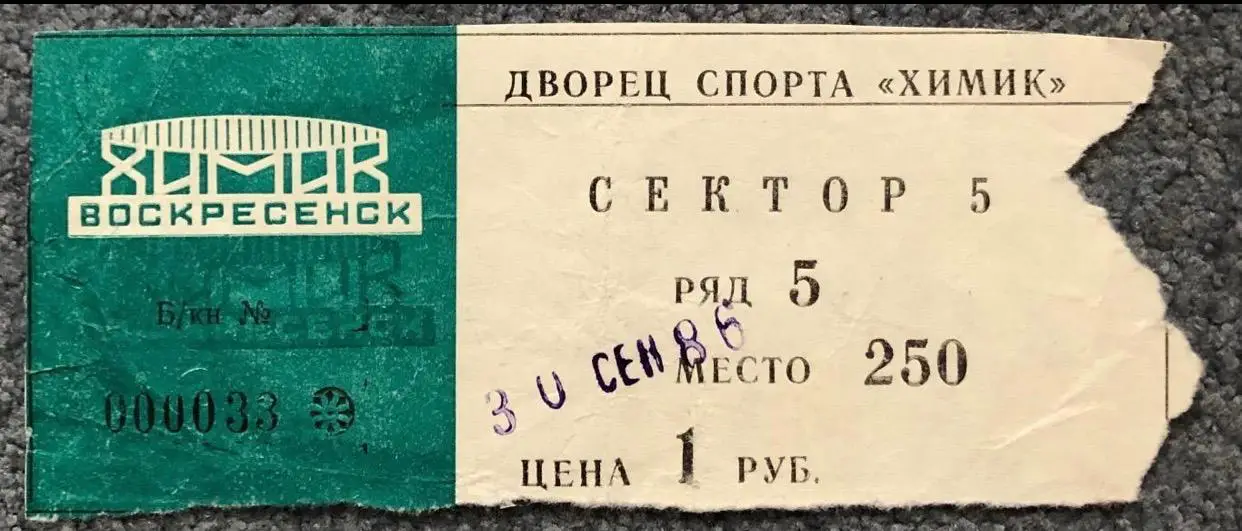 ХИМИК
ВОСКРЕСЕНСК
Б/кн №
000033
ДВОРЕЦ СПОРТА «ХИМИК»
СЕКТОР 5
РЯД 5
30 СЕН 86
МЕСТО 250
ЦЕНА 1 РУБ.